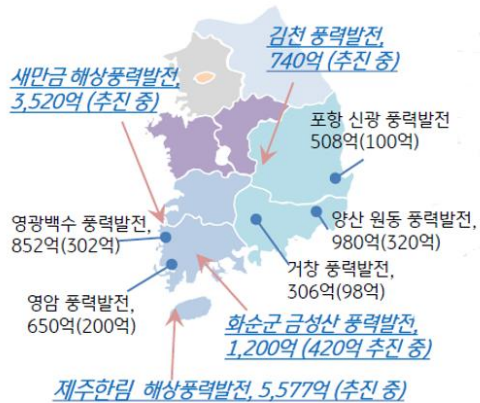 김천 풍력발전,
740억 (추진 중)
새만금 해상풍력발전,
3,520억 (추진 중)
포항 신광 풍력발전
508억(100억)
영광백수 풍력발전,
852억(302억)
양산 원동 풍력발전,
980억(320억)
거창 풍력발전,
306억(98억)
영암 풍력발전,
650억(200억)
화순군 금성산 풍력발전,
1,200억 (420억 추진 중)
제주한림 해상풍력발전, 5,577억 (추진 중)